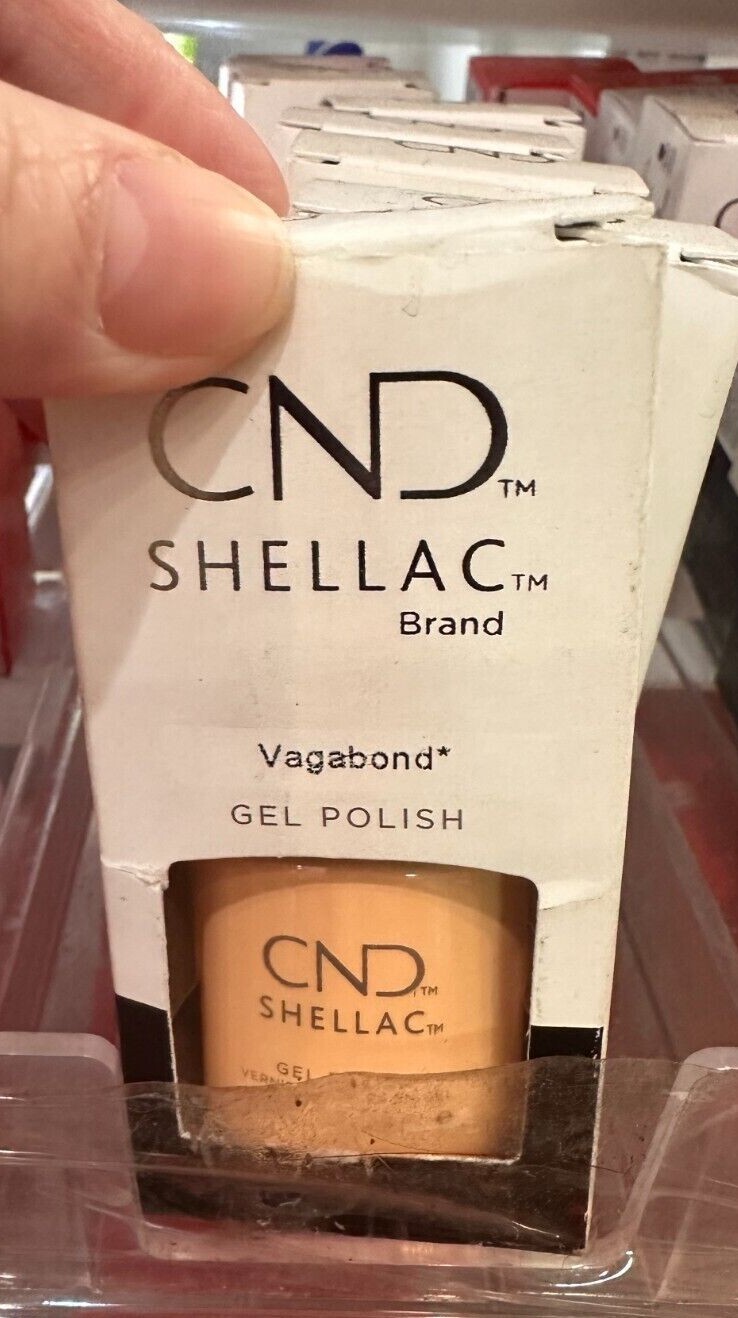 CND™
SHELLAC™
Brand
Vagabond*
GEL POLISH
CND™
SHELLAC™
GEL